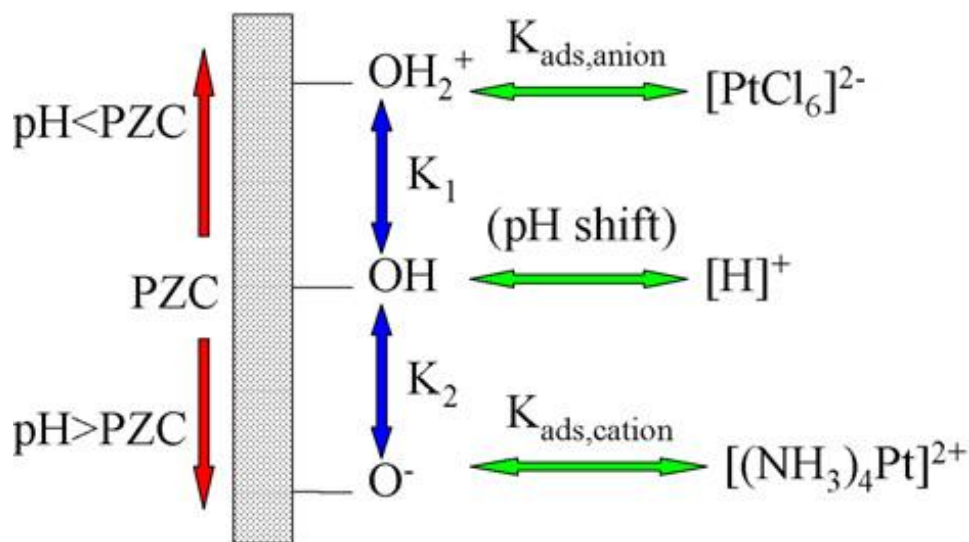 K_ads,anion
OH₂⁺
[PtCl₆]²⁻
pH<PZC
K₁
(pH shift)
PZC
OH
[H]⁺
K₂
pH>PZC
K_ads,cation
O⁻
[(NH₃)₄Pt]²⁺